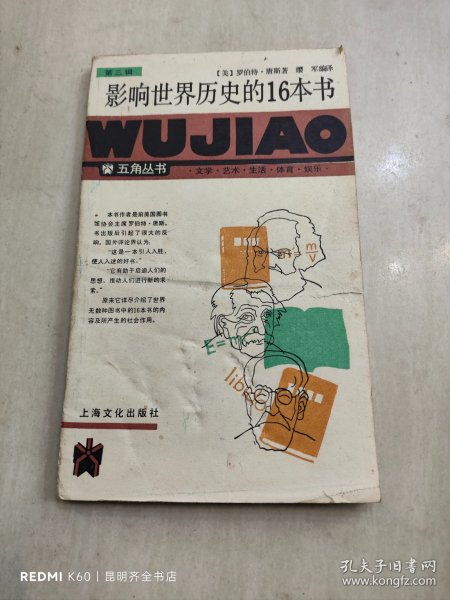 第三辑
[美]罗伯特·唐斯著 缨 军编译
影响世界历史的16本书
WUJIAO
五角丛书
·文学·艺术·生活·体育·娱乐·
本书作者是前美国图书
馆协会主席罗伯特·唐斯。
书出版后引起了很大的反
响。国外评论界认为:
“这是一本引人入胜,
使人入迷的好书。”
“它有助于启迪人们的
思想,推动人们进行新的求
索。”
原来它详尽介绍了世界
无数种图书中的16本书的内
容及所产生的社会作用。
m
V
E=mc
libro
上海文化出版社
REDMI K60 | 昆明齐全书店
孔夫子旧书网
www.kongfz.com